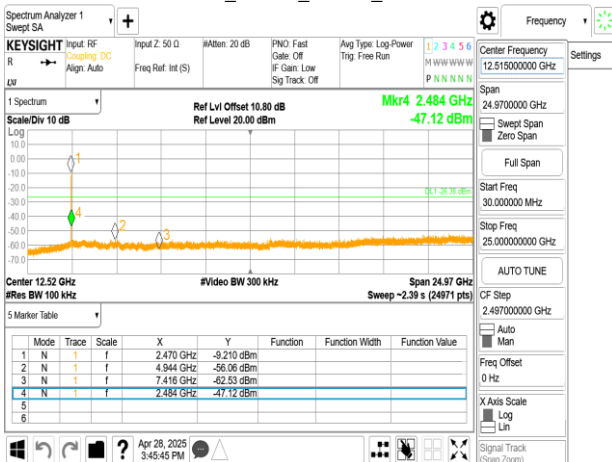 Spectrum Analyzer 1
Swept SA
+
Frequency
KEYSIGHT
Input: RF
Coupling: DC
Align: Auto
Input Z: 50 Ω
Freq Ref: Int (S)
#Atten: 20 dB
PNO: Fast
Gate: Off
IF Gain: Low
Sig Track: Off
Avg Type: Log-Power
Trig: Free Run
1 2 3 4 5 6
M W W W W W
P N N N N N
R
1 Spectrum
Scale/Div 10 dB
Ref Lvl Offset 10.80 dB
Ref Level 20.00 dBm
Mkr4 2.484 GHz
-47.12 dBm
Log
10.0
0.00
-10.0
-20.0
-30.0
-40.0
-50.0
-60.0
-70.0
1
4
2
3
Center 12.52 GHz
#Res BW 100 kHz
#Video BW 300 kHz
Span 24.97 GHz
Sweep ~2.39 s (24971 pts)
5 Marker Table
Mode Trace Scale X Y Function Function Width Function Value
1 N 1 f 2.470 GHz -9.210 dBm
2 N 1 f 4.944 GHz -56.06 dBm
3 N 1 f 7.416 GHz -62.53 dBm
4 N 1 f 2.484 GHz -47.12 dBm
5
6
?
Apr 28, 2025
3:45:45 PM
Center Frequency
12.515000000 GHz
Settings
Span
24.9700000 GHz
Swept Span
Zero Span
Full Span
Start Freq
30.000000 MHz
Stop Freq
25.000000000 GHz
AUTO TUNE
CF Step
2.497000000 GHz
Auto
Man
Freq Offset
0 Hz
X Axis Scale
Log
Lin
Signal Track
(Span Zoom)